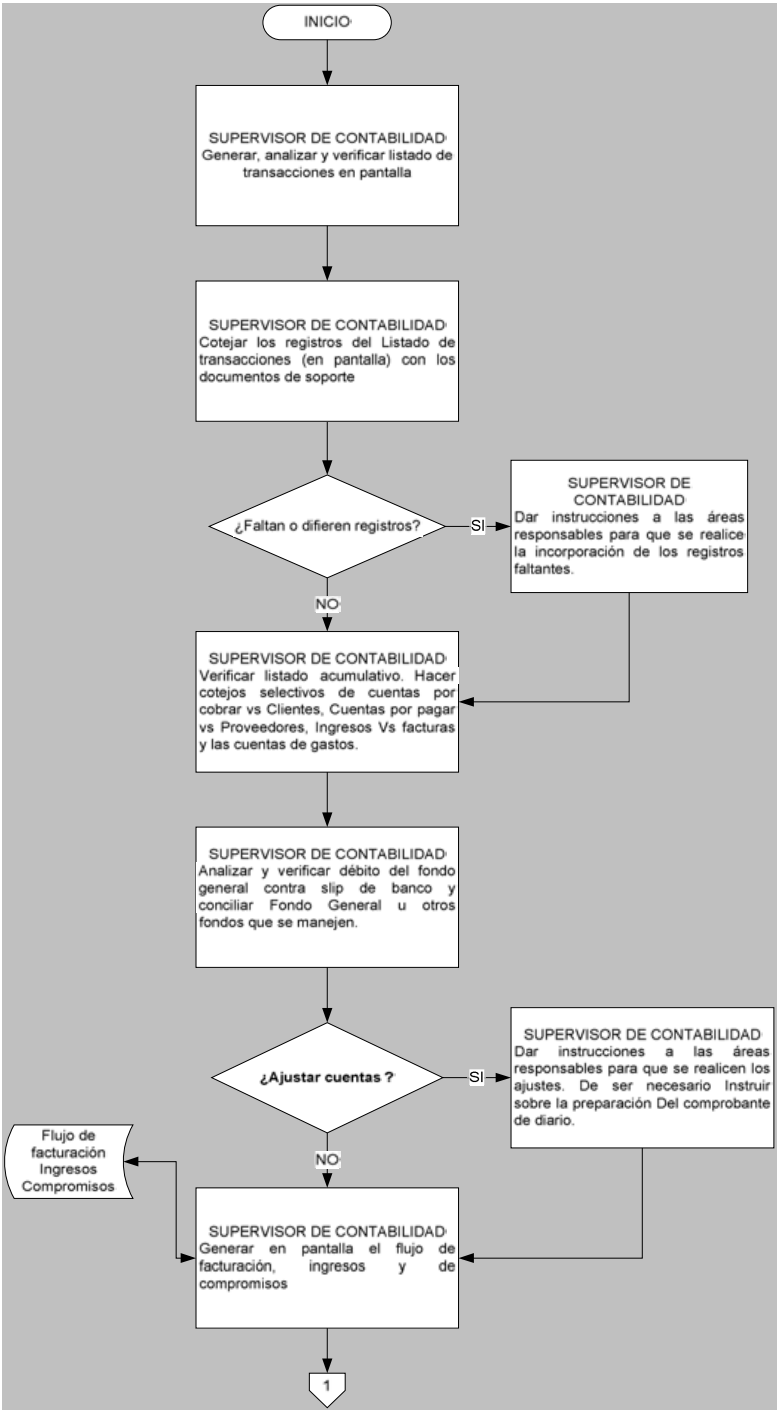 INICIO
SUPERVISOR DE CONTABILIDAD
Generar, analizar y verificar listado de
transacciones en pantalla
SUPERVISOR DE CONTABILIDAD
Cotejar los registros del Listado de
transacciones (en pantalla) con los
documentos de soporte
¿Faltan o difieren registros?
SI
SUPERVISOR DE
CONTABILIDAD
Dar instrucciones a las áreas
responsables para que se realice
la incorporación de los registros
faltantes.
NO
SUPERVISOR DE CONTABILIDAD
Verificar listado acumulativo. Hacer
cotejos selectivos de cuentas por
cobrar vs Clientes, Cuentas por pagar
vs Proveedores, Ingresos Vs facturas
y las cuentas de gastos.
SUPERVISOR DE CONTABILIDAD
Analizar y verificar débito del fondo
general contra slip de banco y
conciliar Fondo General u otros
fondos que se manejen.
¿Ajustar cuentas ?
SI
SUPERVISOR DE CONTABILIDAD
Dar instrucciones a las áreas
responsables para que se realicen los
ajustes. De ser necesario Instruir
sobre la preparación Del comprobante
de diario.
NO
Flujo de
facturación
Ingresos
Compromisos
SUPERVISOR DE CONTABILIDAD
Generar en pantalla el flujo de
facturación, ingresos y de
compromisos
1